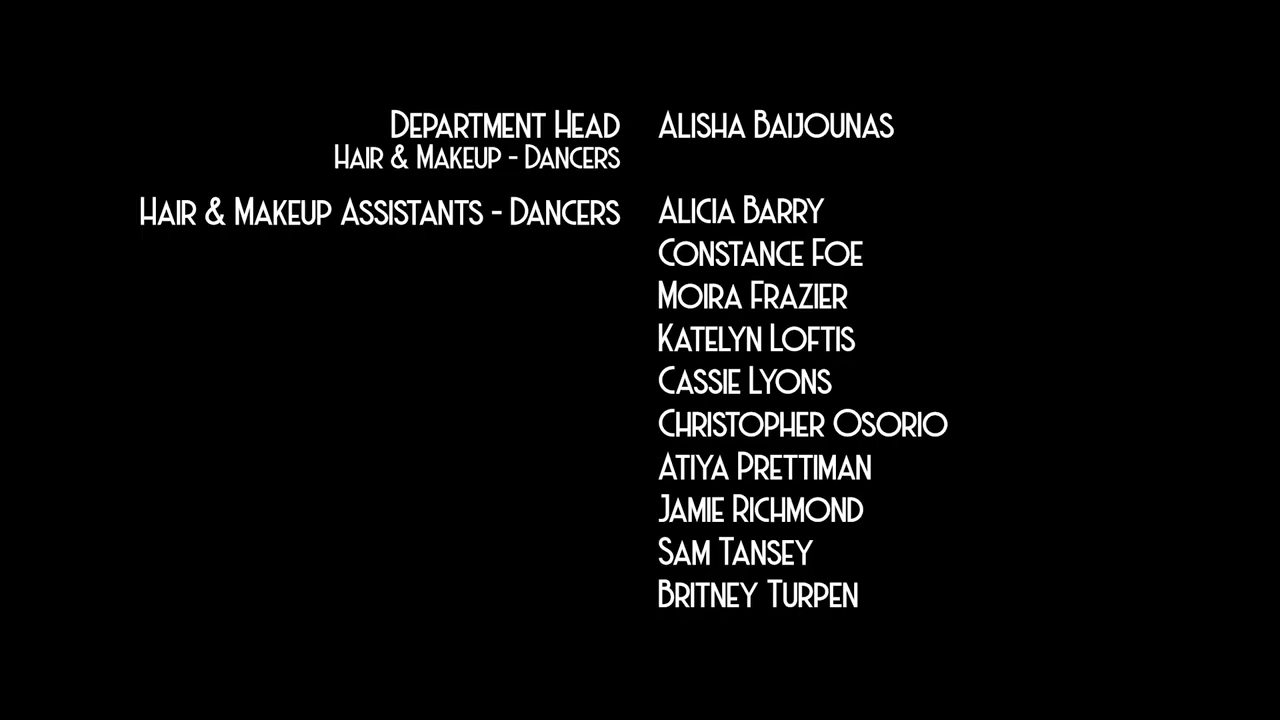 Department Head Alisha Baijounas
Hair & Makeup - Dancers
Hair & Makeup Assistants - Dancers Alicia Barry
Constance Foe
Moira Frazier
Katelyn Loftis
Cassie Lyons
Christopher Osorio
Atiya Prettiman
Jamie Richmond
Sam Tansey
Britney Turpen